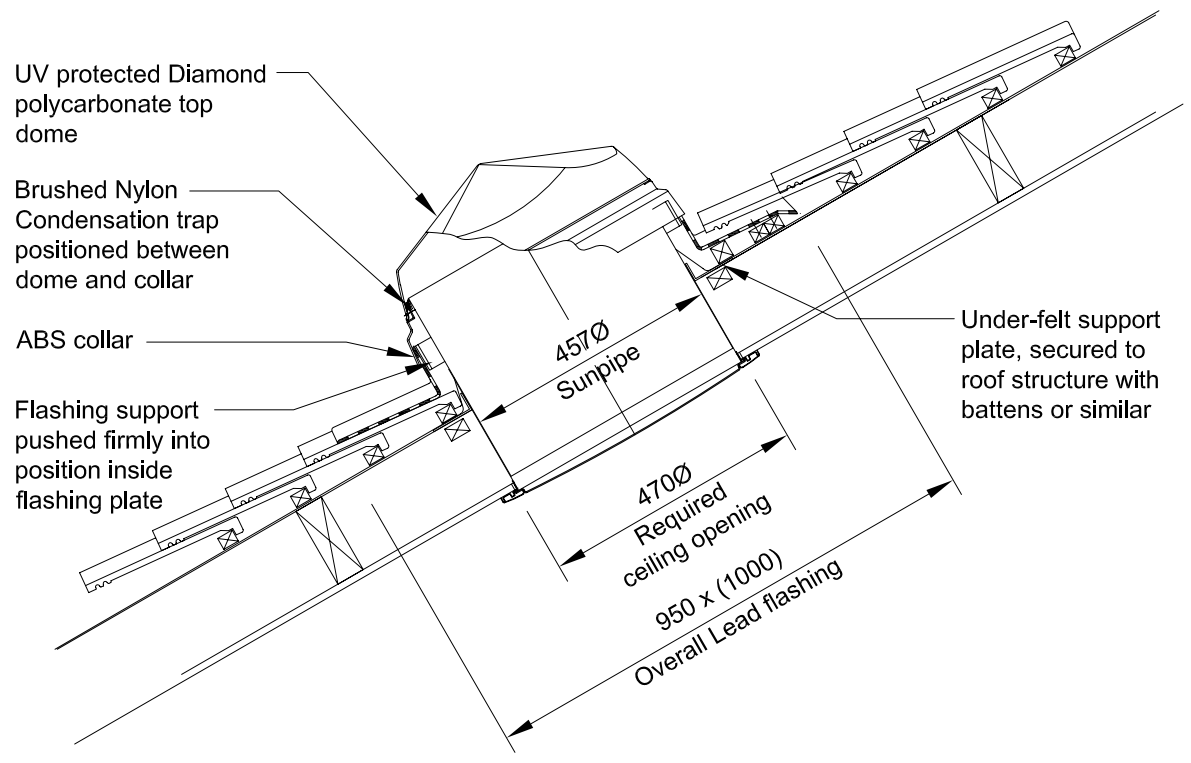 UV protected Diamond
polycarbonate top
dome
Brushed Nylon
Condensation trap
positioned between
dome and collar
ABS collar
Flashing support
pushed firmly into
position inside
flashing plate
457Ø
Sunpipe
Under-felt support
plate, secured to
roof structure with
battens or similar
470Ø
Required
ceiling opening
950 x (1000)
Overall Lead flashing